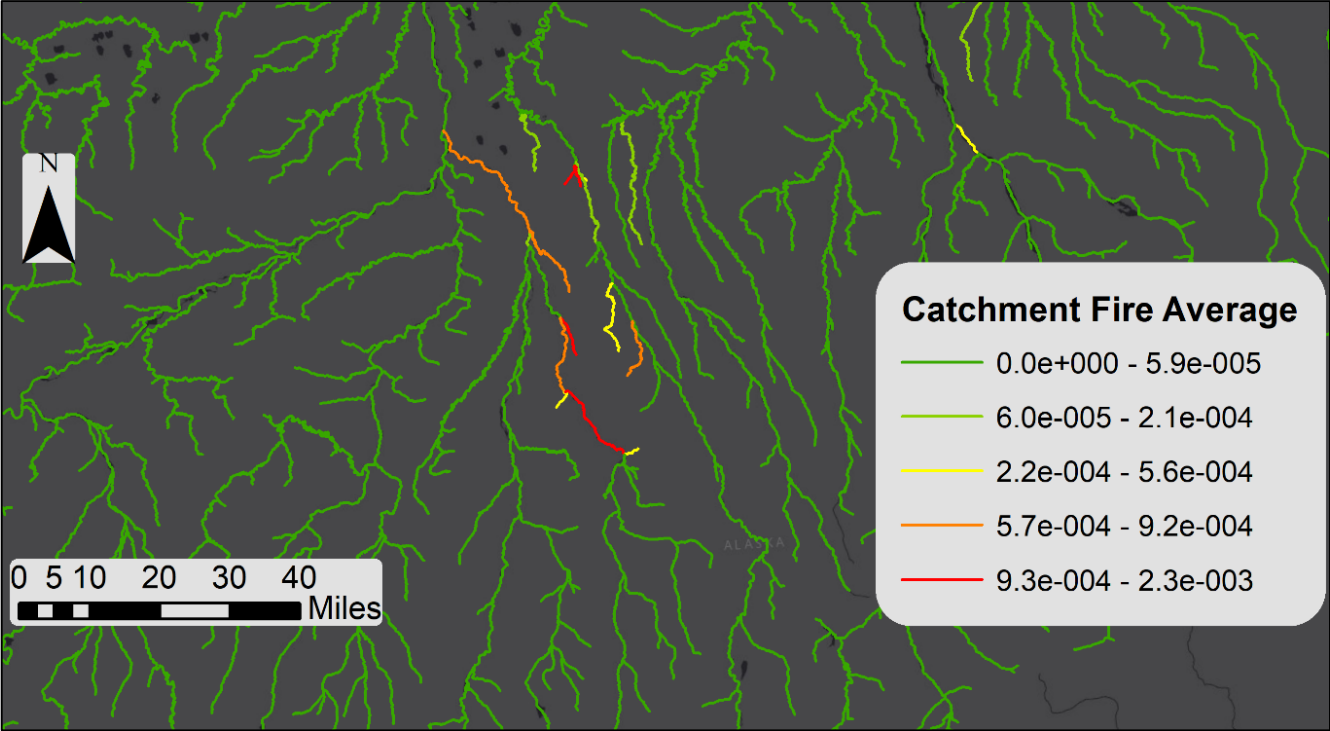 N
Catchment Fire Average
0.0e+000 - 5.9e-005
6.0e-005 - 2.1e-004
2.2e-004 - 5.6e-004
5.7e-004 - 9.2e-004
9.3e-004 - 2.3e-003
ALASKA
0 5 10 20 30 40
Miles